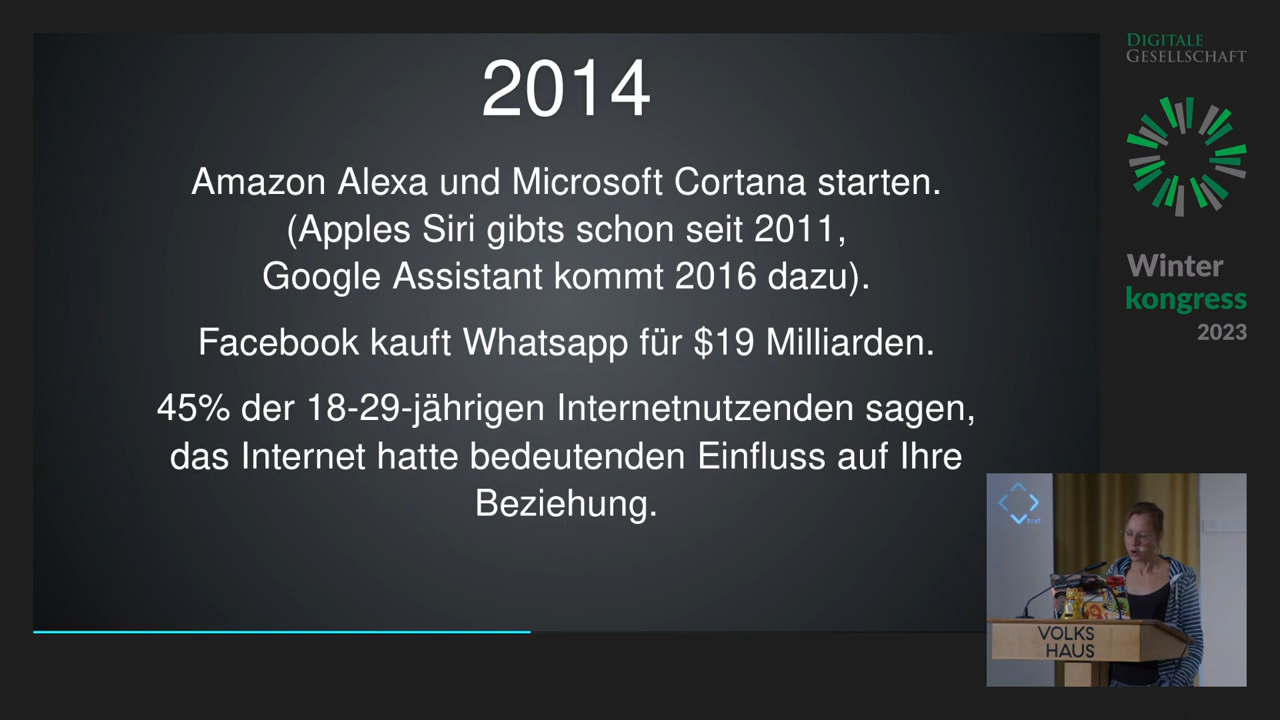 2014
Amazon Alexa und Microsoft Cortana starten.
(Apples Siri gibts schon seit 2011,
Google Assistant kommt 2016 dazu).
Facebook kauft Whatsapp für $19 Milliarden.
45% der 18-29-jährigen Internetnutzenden sagen,
das Internet hatte bedeutenden Einfluss auf Ihre
Beziehung.
DIGITALE
GESELLSCHAFT
Winter
kongress
2023
7/17
VOLKS
HAUS